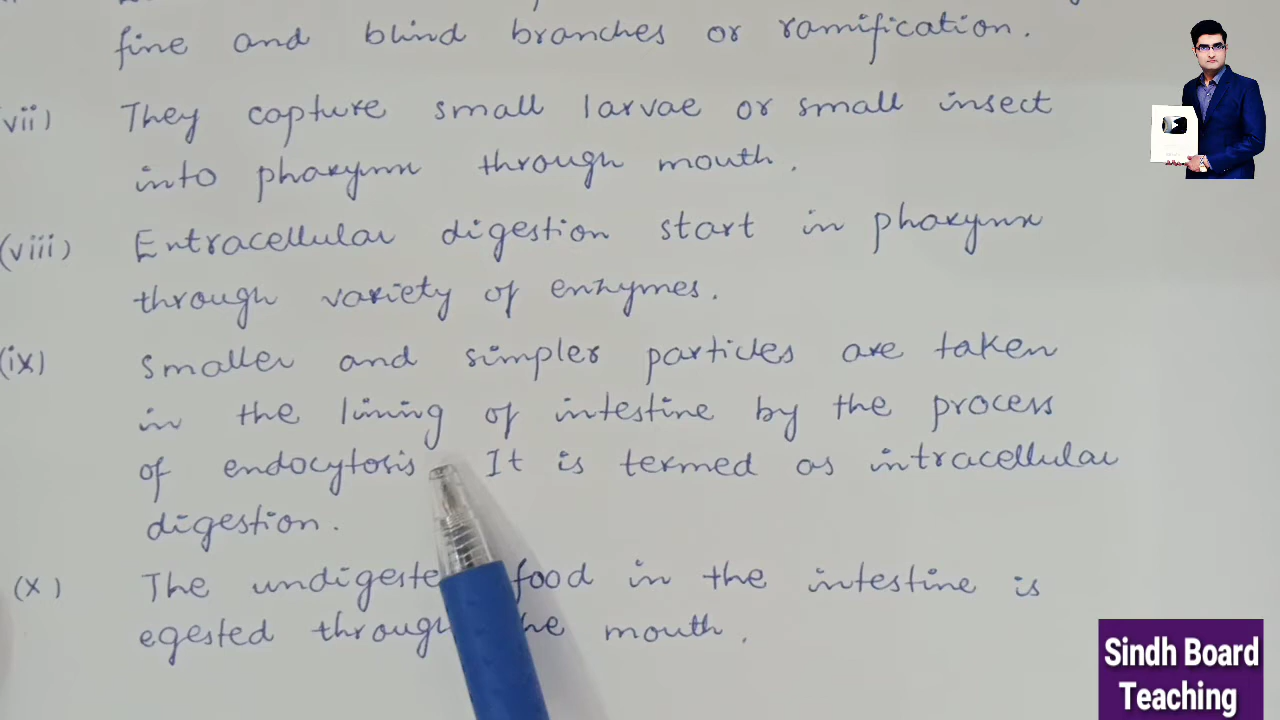 fine and blind branches or ramification.
vii) They capture small larvae or small insect
into pharynx through mouth.
(viii) Extracellular digestion start in pharynx
through variety of enzymes.
(ix) Smaller and simpler particles are taken
in the lining of intestine by the process
of endocytosis. It is termed as intracellular
digestion.
(x) The undigested food in the intestine is
egested through the mouth.
Sindh Board
Teaching